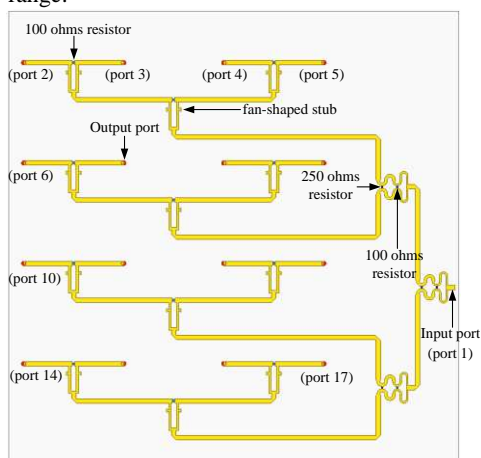 range.
100 ohms resistor
(port 2)
(port 3)
(port 4)
(port 5)
fan-shaped stub
Output port
(port 6)
250 ohms
resistor
100 ohms
resistor
(port 10)
Input port
(port 1)
(port 14)
(port 17)